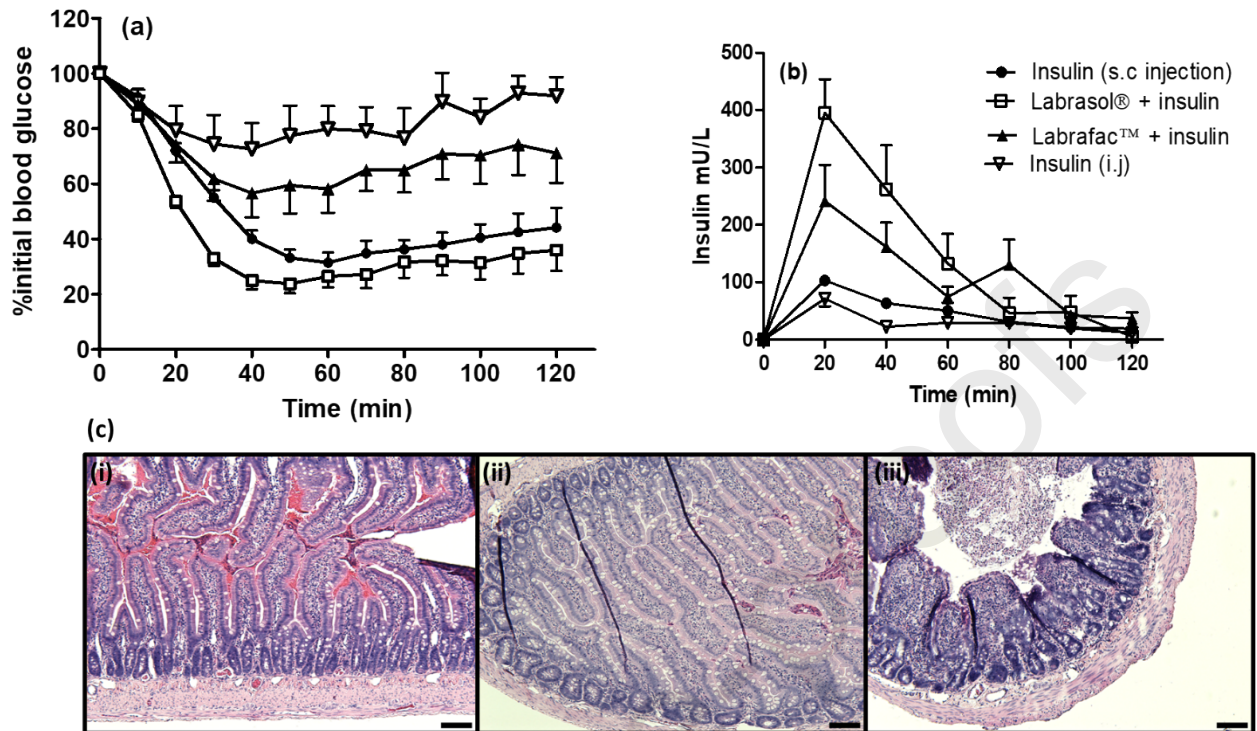 (a)
120
100
80
60
40
20
0
%initial blood glucose
0 20 40 60 80 100 120
Time (min)
(b)
500
400
300
200
100
0
Insulin mU/L
0 20 40 60 80 100 120
Time (min)
Insulin (s.c injection)
Labrasol® + insulin
Labrafac™ + insulin
Insulin (i.j)
(c)
(i) (ii) (iii)